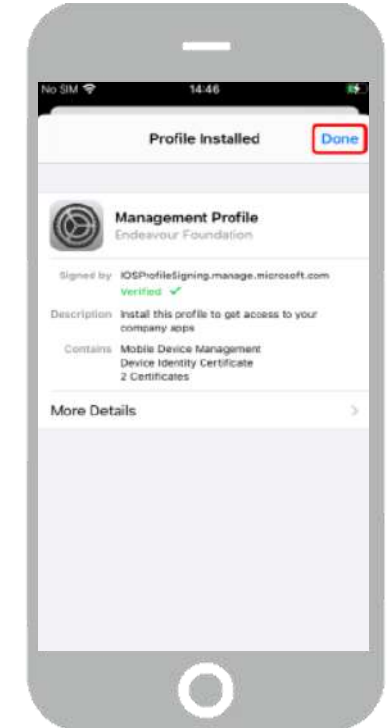 No SIM 14:46
Profile Installed Done
Management Profile
Endeavour Foundation
Signed by IOSProfileSigning.manage.microsoft.com
Verified ✓
Description Install this profile to get access to your
company apps
Contains Mobile Device Management
Device Identity Certificate
2 Certificates
More Details